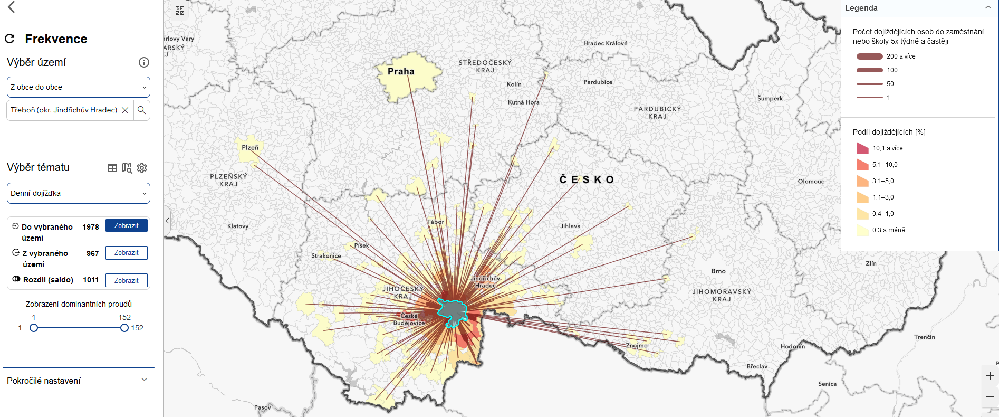 Frekvence
Výběr území
Z obce do obce
Třeboň (okr. Jindřichův Hradec)
Výběr tématu
Denní dojížďka
Do vybraného území 1978 Zobrazit
Z vybraného území 967 Zobrazit
Rozdíl (saldo) 1011 Zobrazit
Zobrazení dominantních proudů
1 152
1 152
Pokročilé nastavení
arlovy Vary
ARSKÝ
AJ
Praha
STŘEDOČESKÝ
KRAJ
Hradec Králové
Kolín
Pardubice
Kutná Hora
Šumperk
PARDUBICKÝ
KRAJ
Plzeň
PLZEŇSKÝ
KRAJ
ČESKO
Olomouc
Klatovy
Tábor
Jihlava
Písek
Strakonice
Zlín
Brno
Jindřichův
Hradec
JIHOČESKÝ
KRAJ
JIHOMORAVSKÝ
KRAJ
České
Budějovice
Znojmo
Hodonín
Trenčín
Břeclav
Senica
Pasov
Legenda
Počet dojíždějících osob do zaměstnání
nebo školy 5x týdně a častěji
200 a více
100
50
1
Podíl dojíždějících [%]
10,1 a více
5,1–10,0
3,1–5,0
1,1–3,0
0,4–1,0
0,3 a méně